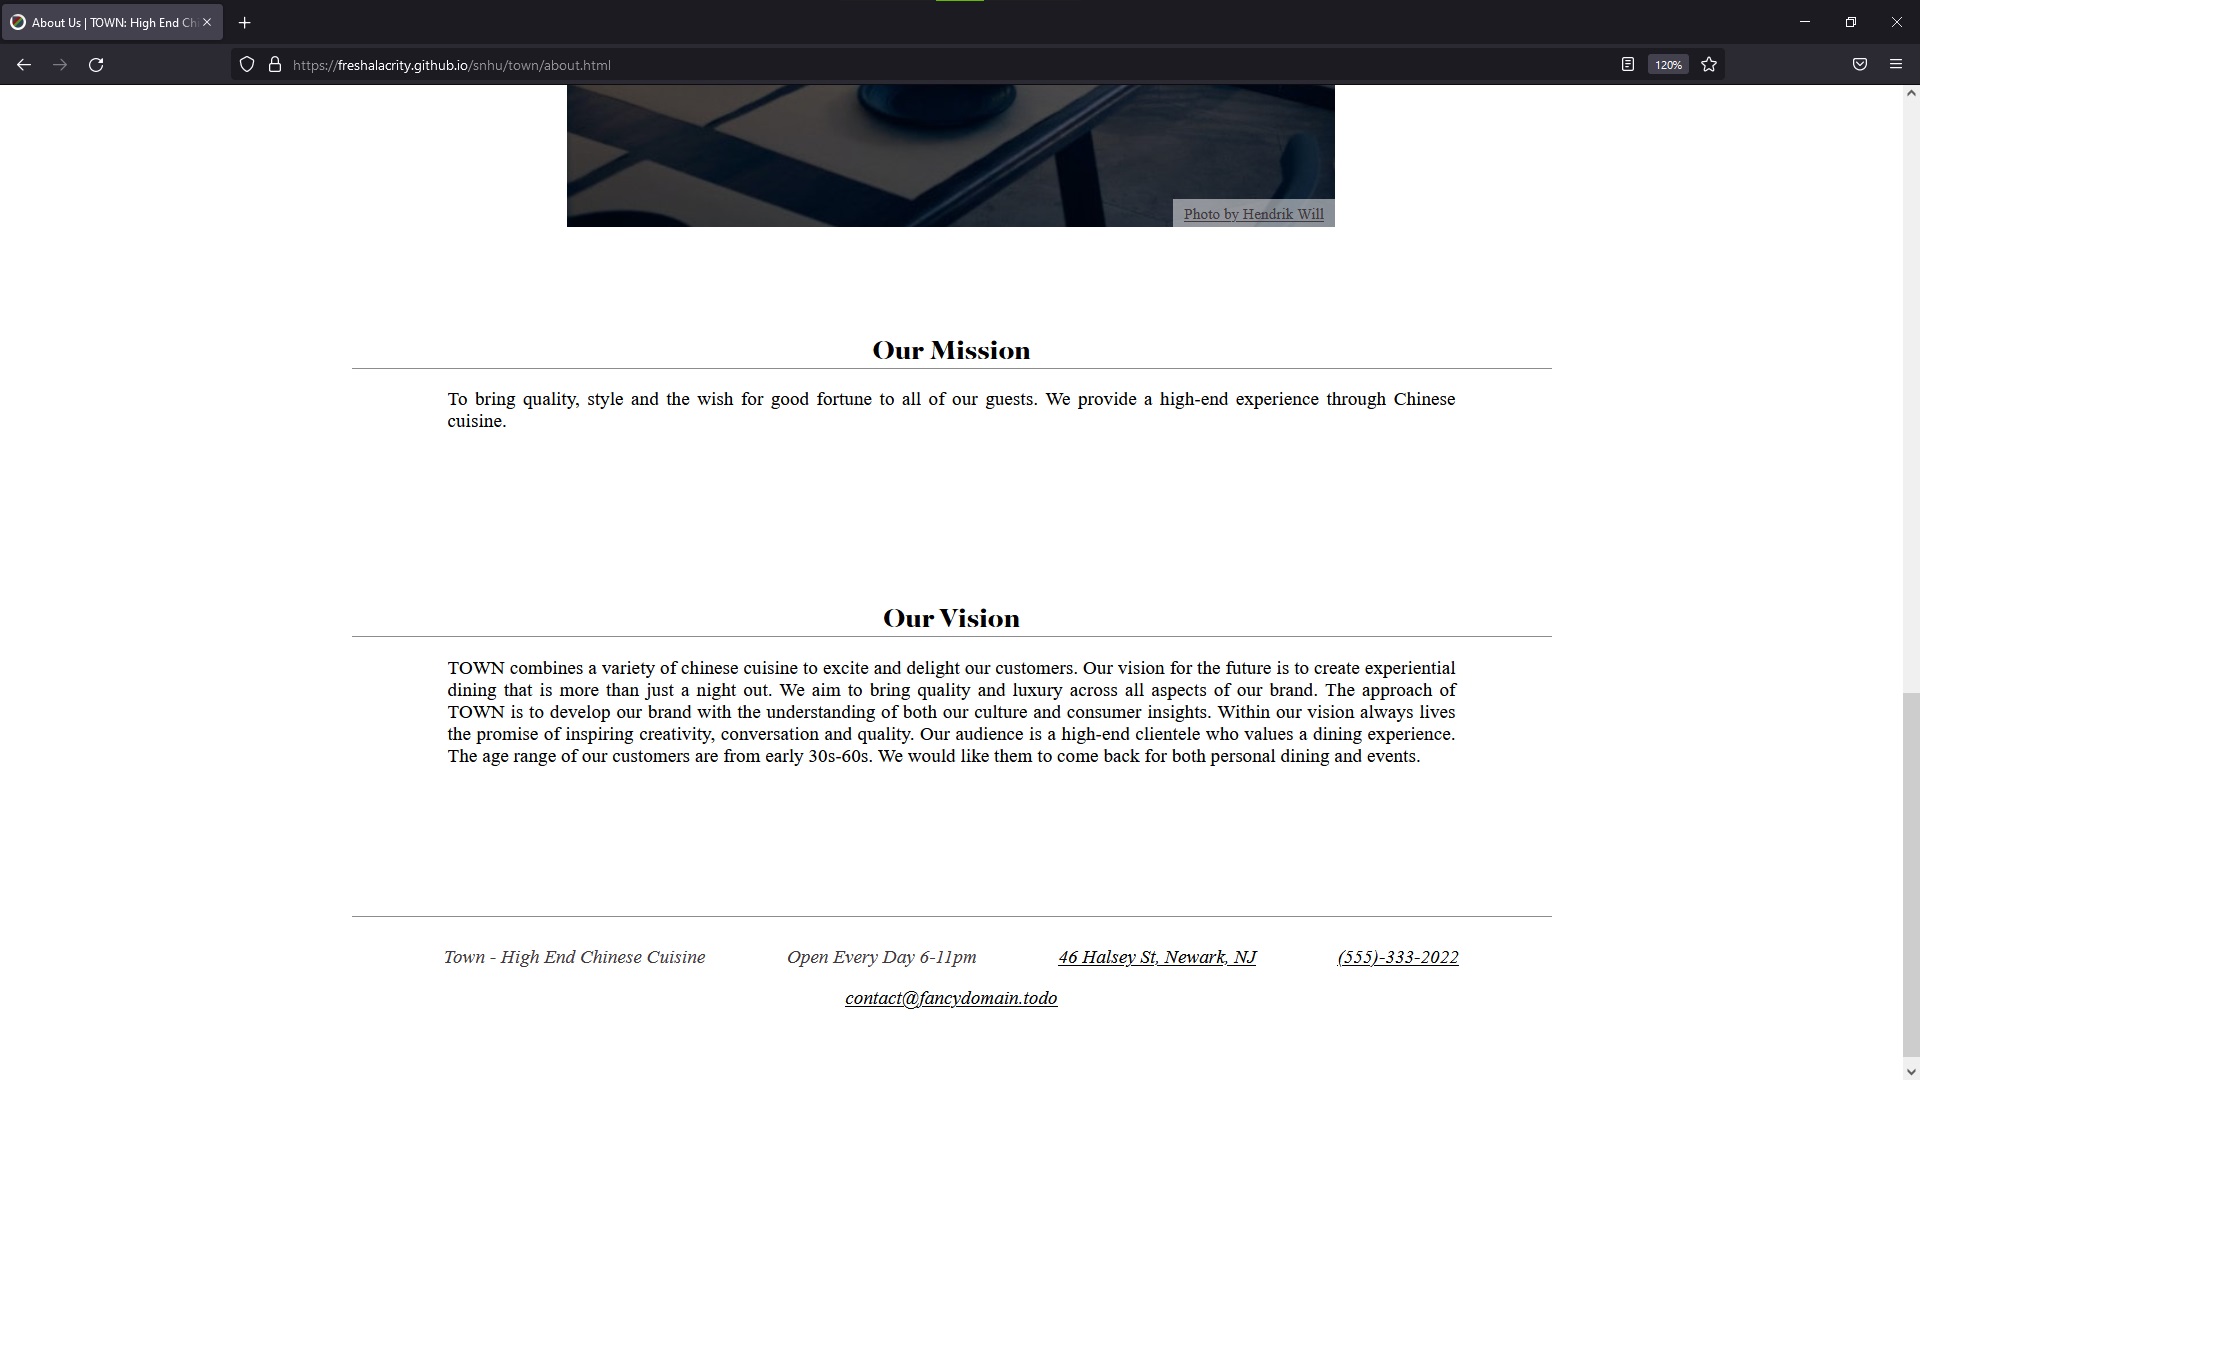 About Us | TOWN: High End Chi
https://freshalacrity.github.io/snhu/town/about.html
120%
Photo by Hendrik Will
Our Mission
To bring quality, style and the wish for good fortune to all of our guests. We provide a high-end experience through Chinese
cuisine.
Our Vision
TOWN combines a variety of chinese cuisine to excite and delight our customers. Our vision for the future is to create experiential
dining that is more than just a night out. We aim to bring quality and luxury across all aspects of our brand. The approach of
TOWN is to develop our brand with the understanding of both our culture and consumer insights. Within our vision always lives
the promise of inspiring creativity, conversation and quality. Our audience is a high-end clientele who values a dining experience.
The age range of our customers are from early 30s-60s. We would like them to come back for both personal dining and events.
Town - High End Chinese Cuisine Open Every Day 6-11pm 46 Halsey St, Newark, NJ (555)-333-2022
contact@fancydomain.todo